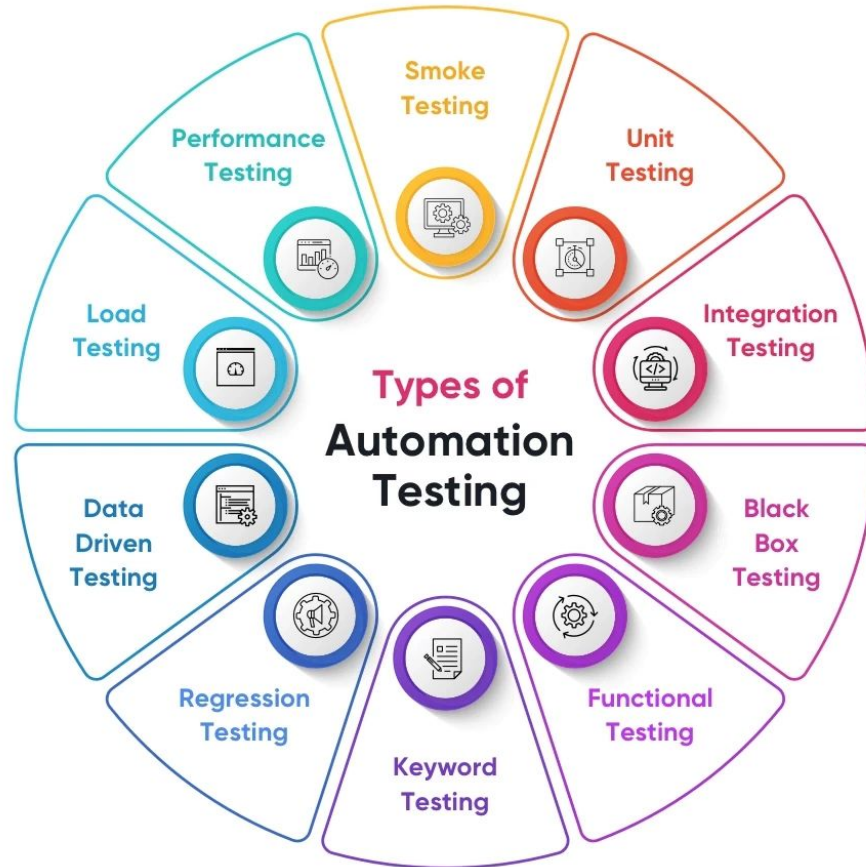 Types of
Automation
Testing
Smoke
Testing
Unit
Testing
Integration
Testing
Black
Box
Testing
Functional
Testing
Keyword
Testing
Regression
Testing
Data
Driven
Testing
Load
Testing
Performance
Testing